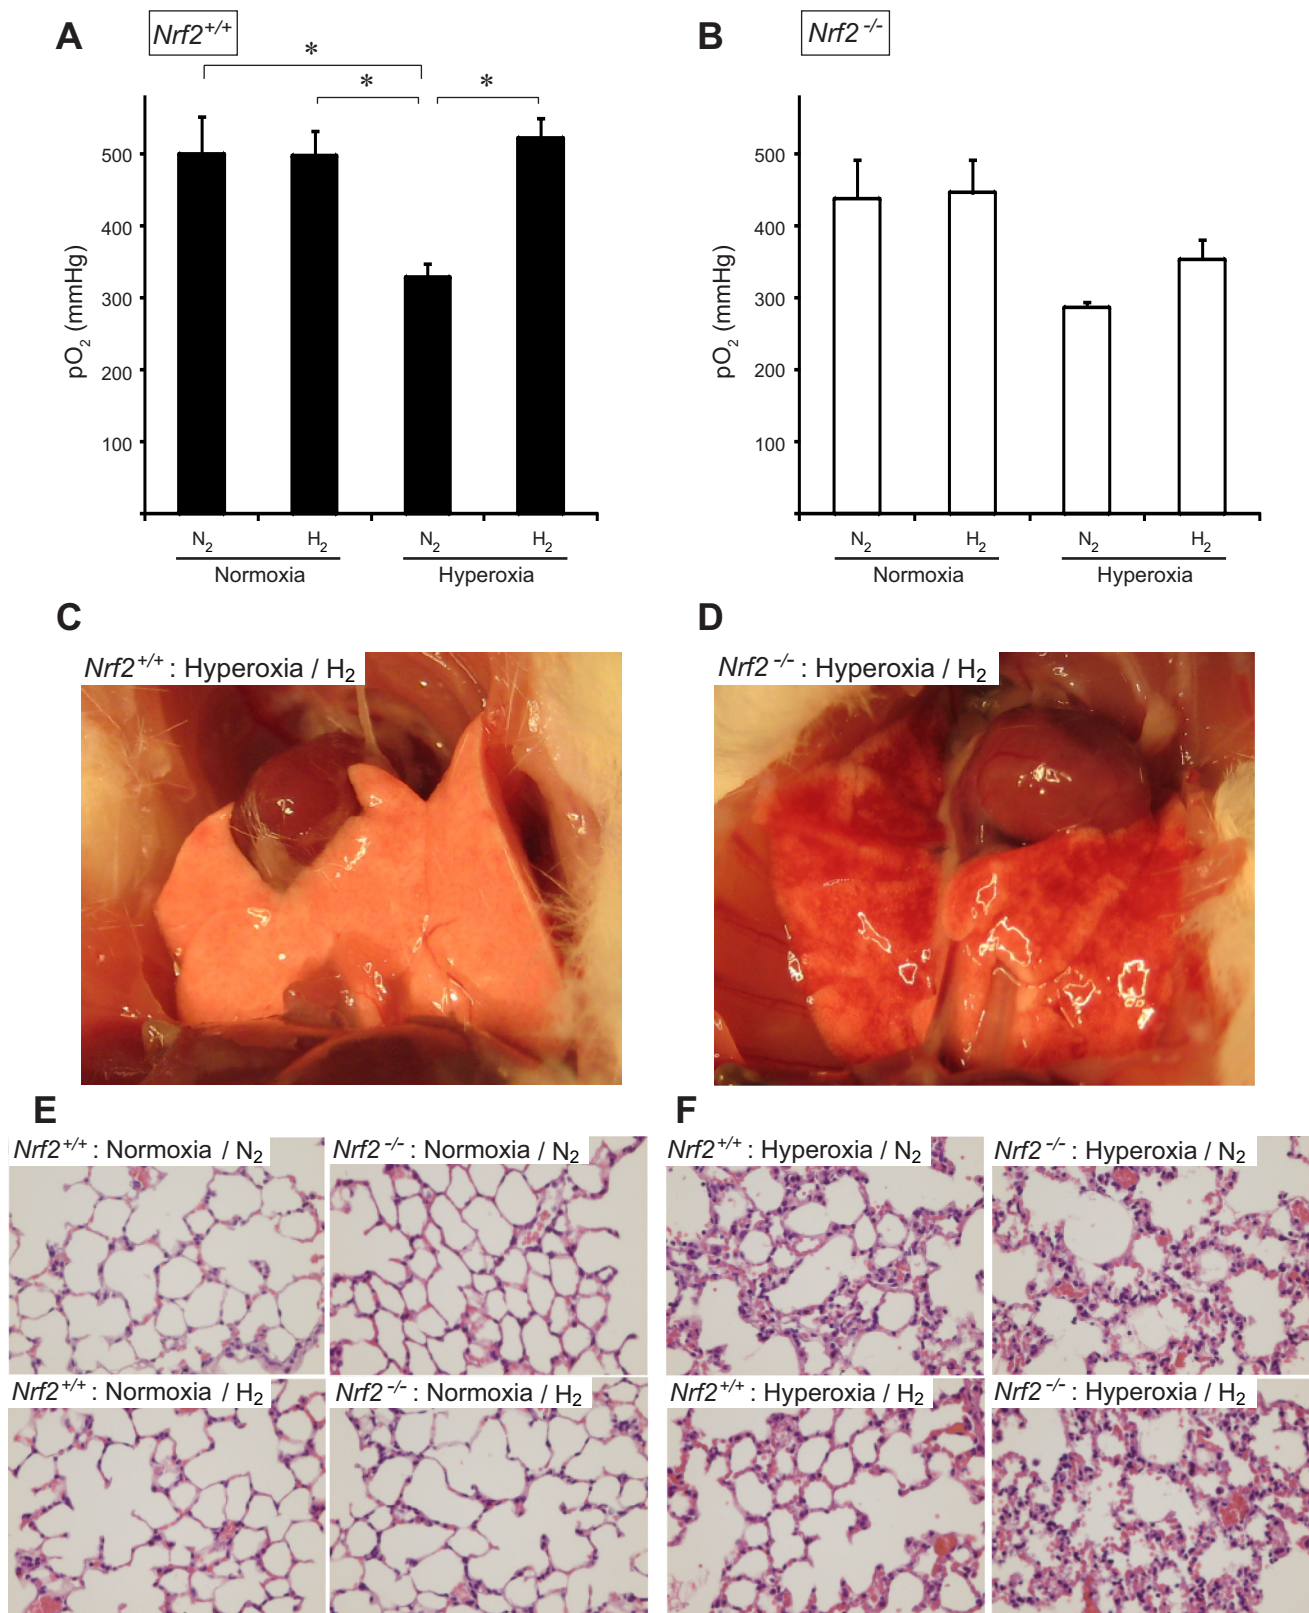 A
Nrf2+/+
*
*
*
pO2 (mmHg)
500
400
300
200
100
N2 H2 N2 H2
Normoxia Hyperoxia
B
Nrf2-/-
pO2 (mmHg)
500
400
300
200
100
N2 H2 N2 H2
Normoxia Hyperoxia
C
Nrf2+/+ : Hyperoxia / H2
D
Nrf2-/- : Hyperoxia / H2
E
Nrf2+/+ : Normoxia / N2
Nrf2-/- : Normoxia / N2
Nrf2+/+ : Normoxia / H2
Nrf2-/- : Normoxia / H2
F
Nrf2+/+ : Hyperoxia / N2
Nrf2-/- : Hyperoxia / N2
Nrf2+/+ : Hyperoxia / H2
Nrf2-/- : Hyperoxia / H2